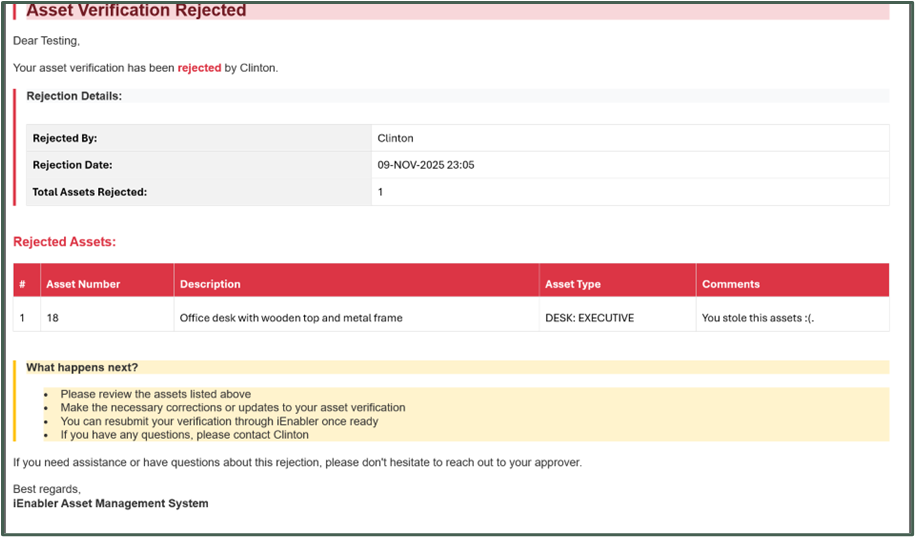 Asset Verification Rejected
Dear Testing,
Your asset verification has been rejected by Clinton.
Rejection Details:
Rejected By: Clinton
Rejection Date: 09-NOV-2025 23:05
Total Assets Rejected: 1
Rejected Assets:
# Asset Number Description Asset Type Comments
1 18 Office desk with wooden top and metal frame DESK: EXECUTIVE You stole this assets :(.
What happens next?
• Please review the assets listed above
• Make the necessary corrections or updates to your asset verification
• You can resubmit your verification through iEnabler once ready
• If you have any questions, please contact Clinton
If you need assistance or have questions about this rejection, please don't hesitate to reach out to your approver.
Best regards,
iEnabler Asset Management System